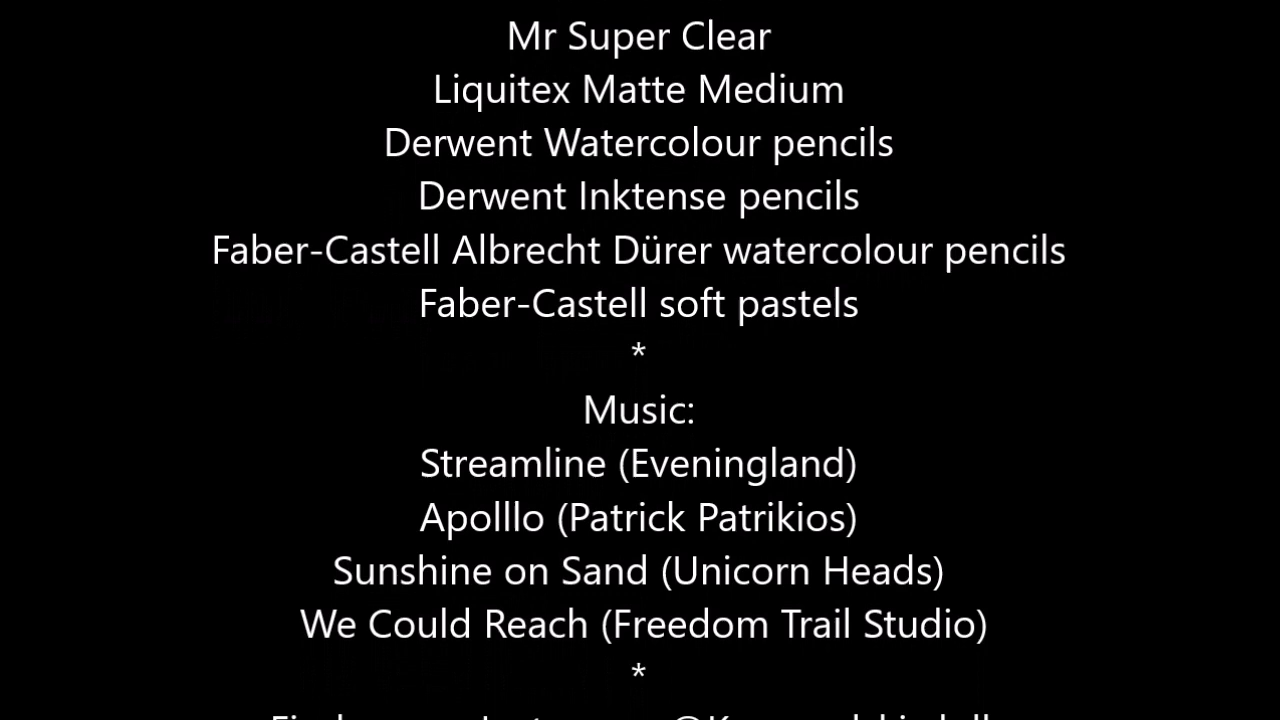 Mr Super Clear
Liquitex Matte Medium
Derwent Watercolour pencils
Derwent Inktense pencils
Faber-Castell Albrecht Dürer watercolour pencils
Faber-Castell soft pastels
*
Music:
Streamline (Eveningland)
Apolllo (Patrick Patrikios)
Sunshine on Sand (Unicorn Heads)
We Could Reach (Freedom Trail Studio)
*